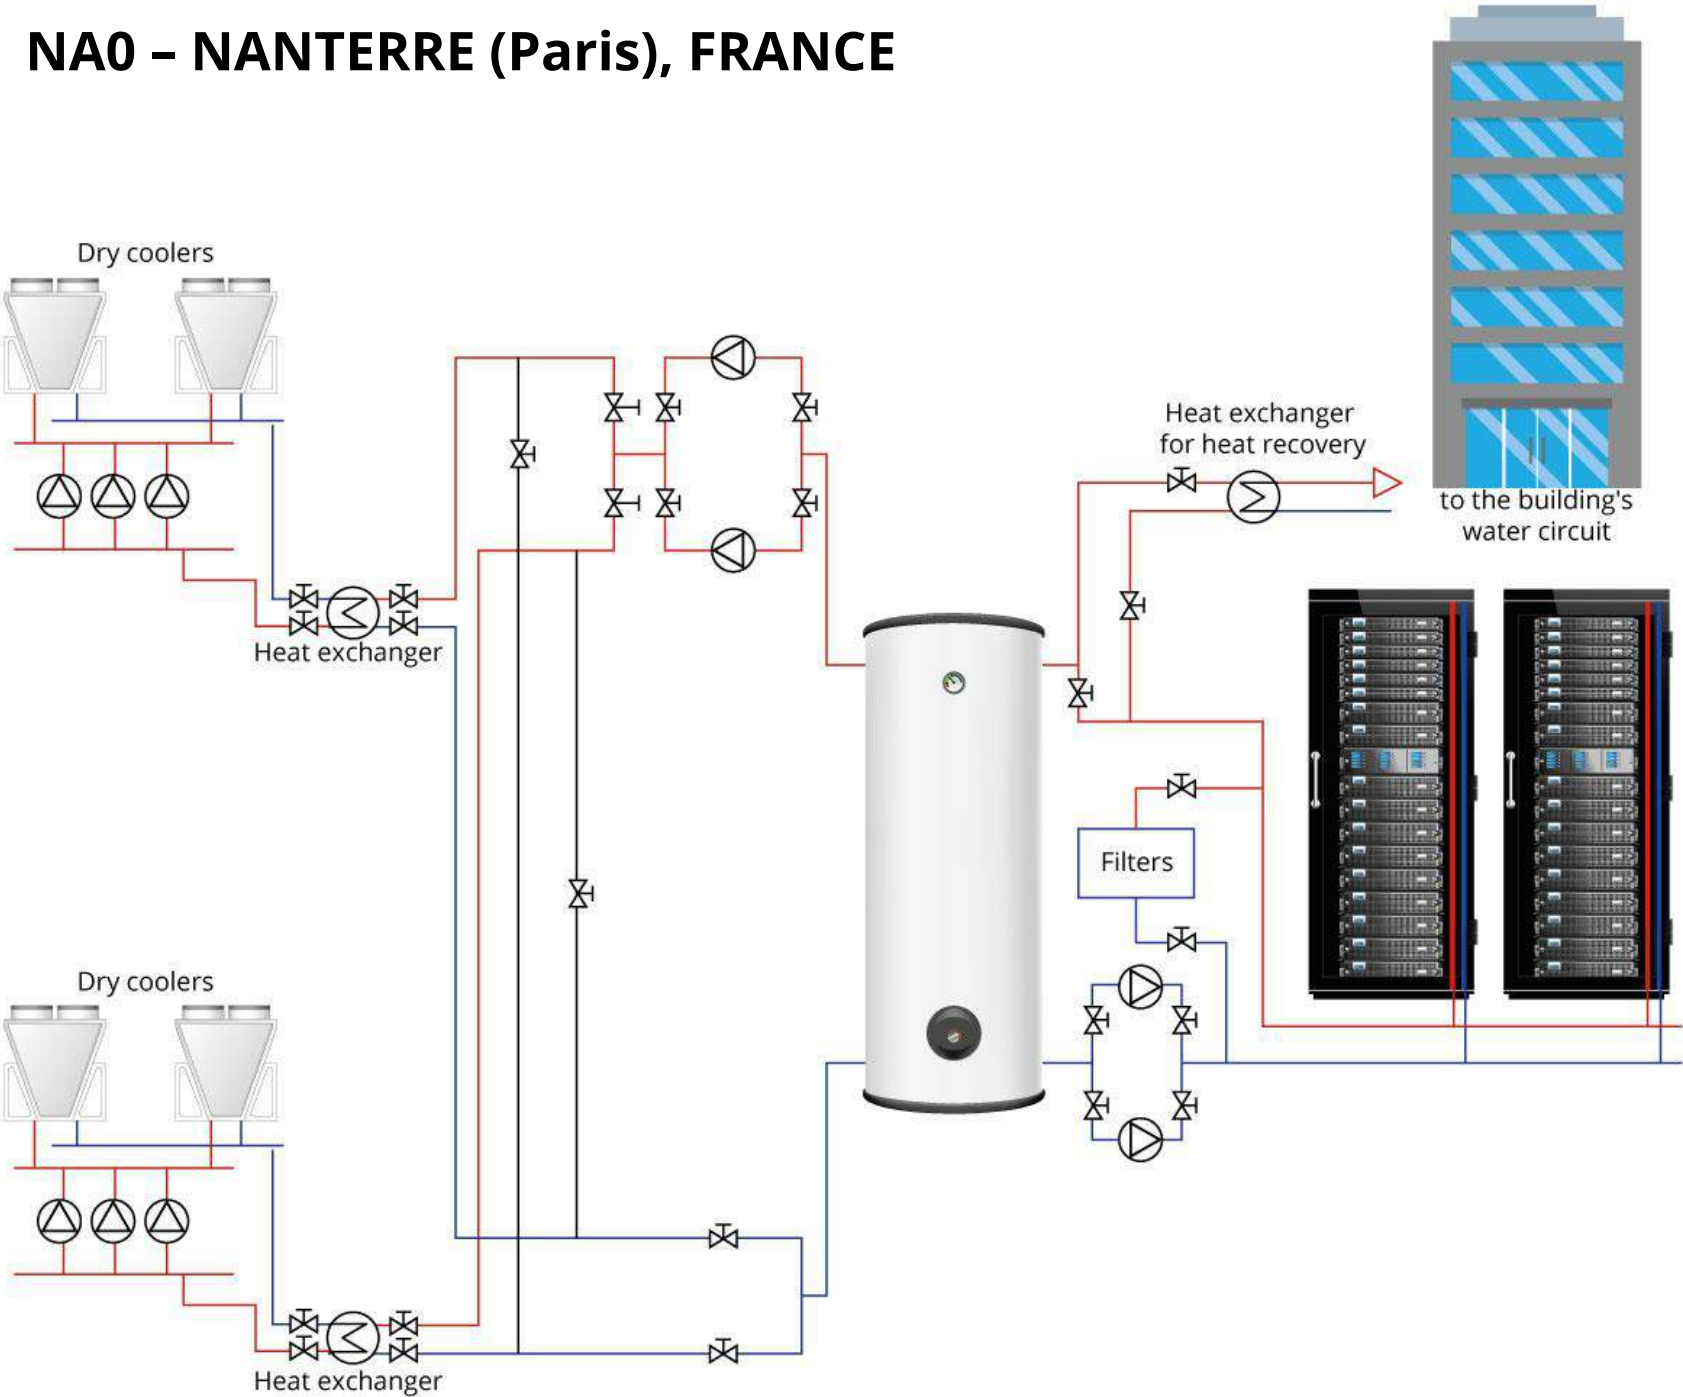 NA0 – NANTERRE (Paris), FRANCE
Dry coolers
Heat exchanger
for heat recovery
to the building's
water circuit
Heat exchanger
Filters
Dry coolers
Heat exchanger